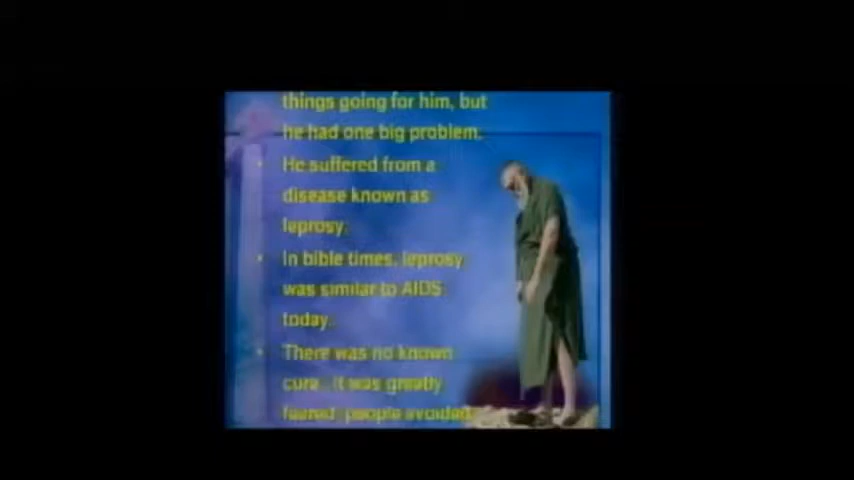 things going for him, but
he had one big problem.
• He suffered from a
disease known as
leprosy.
• In bible times, leprosy
was similar to AIDS
today.
• There was no known
cure. It was greatly
feared, people avoided